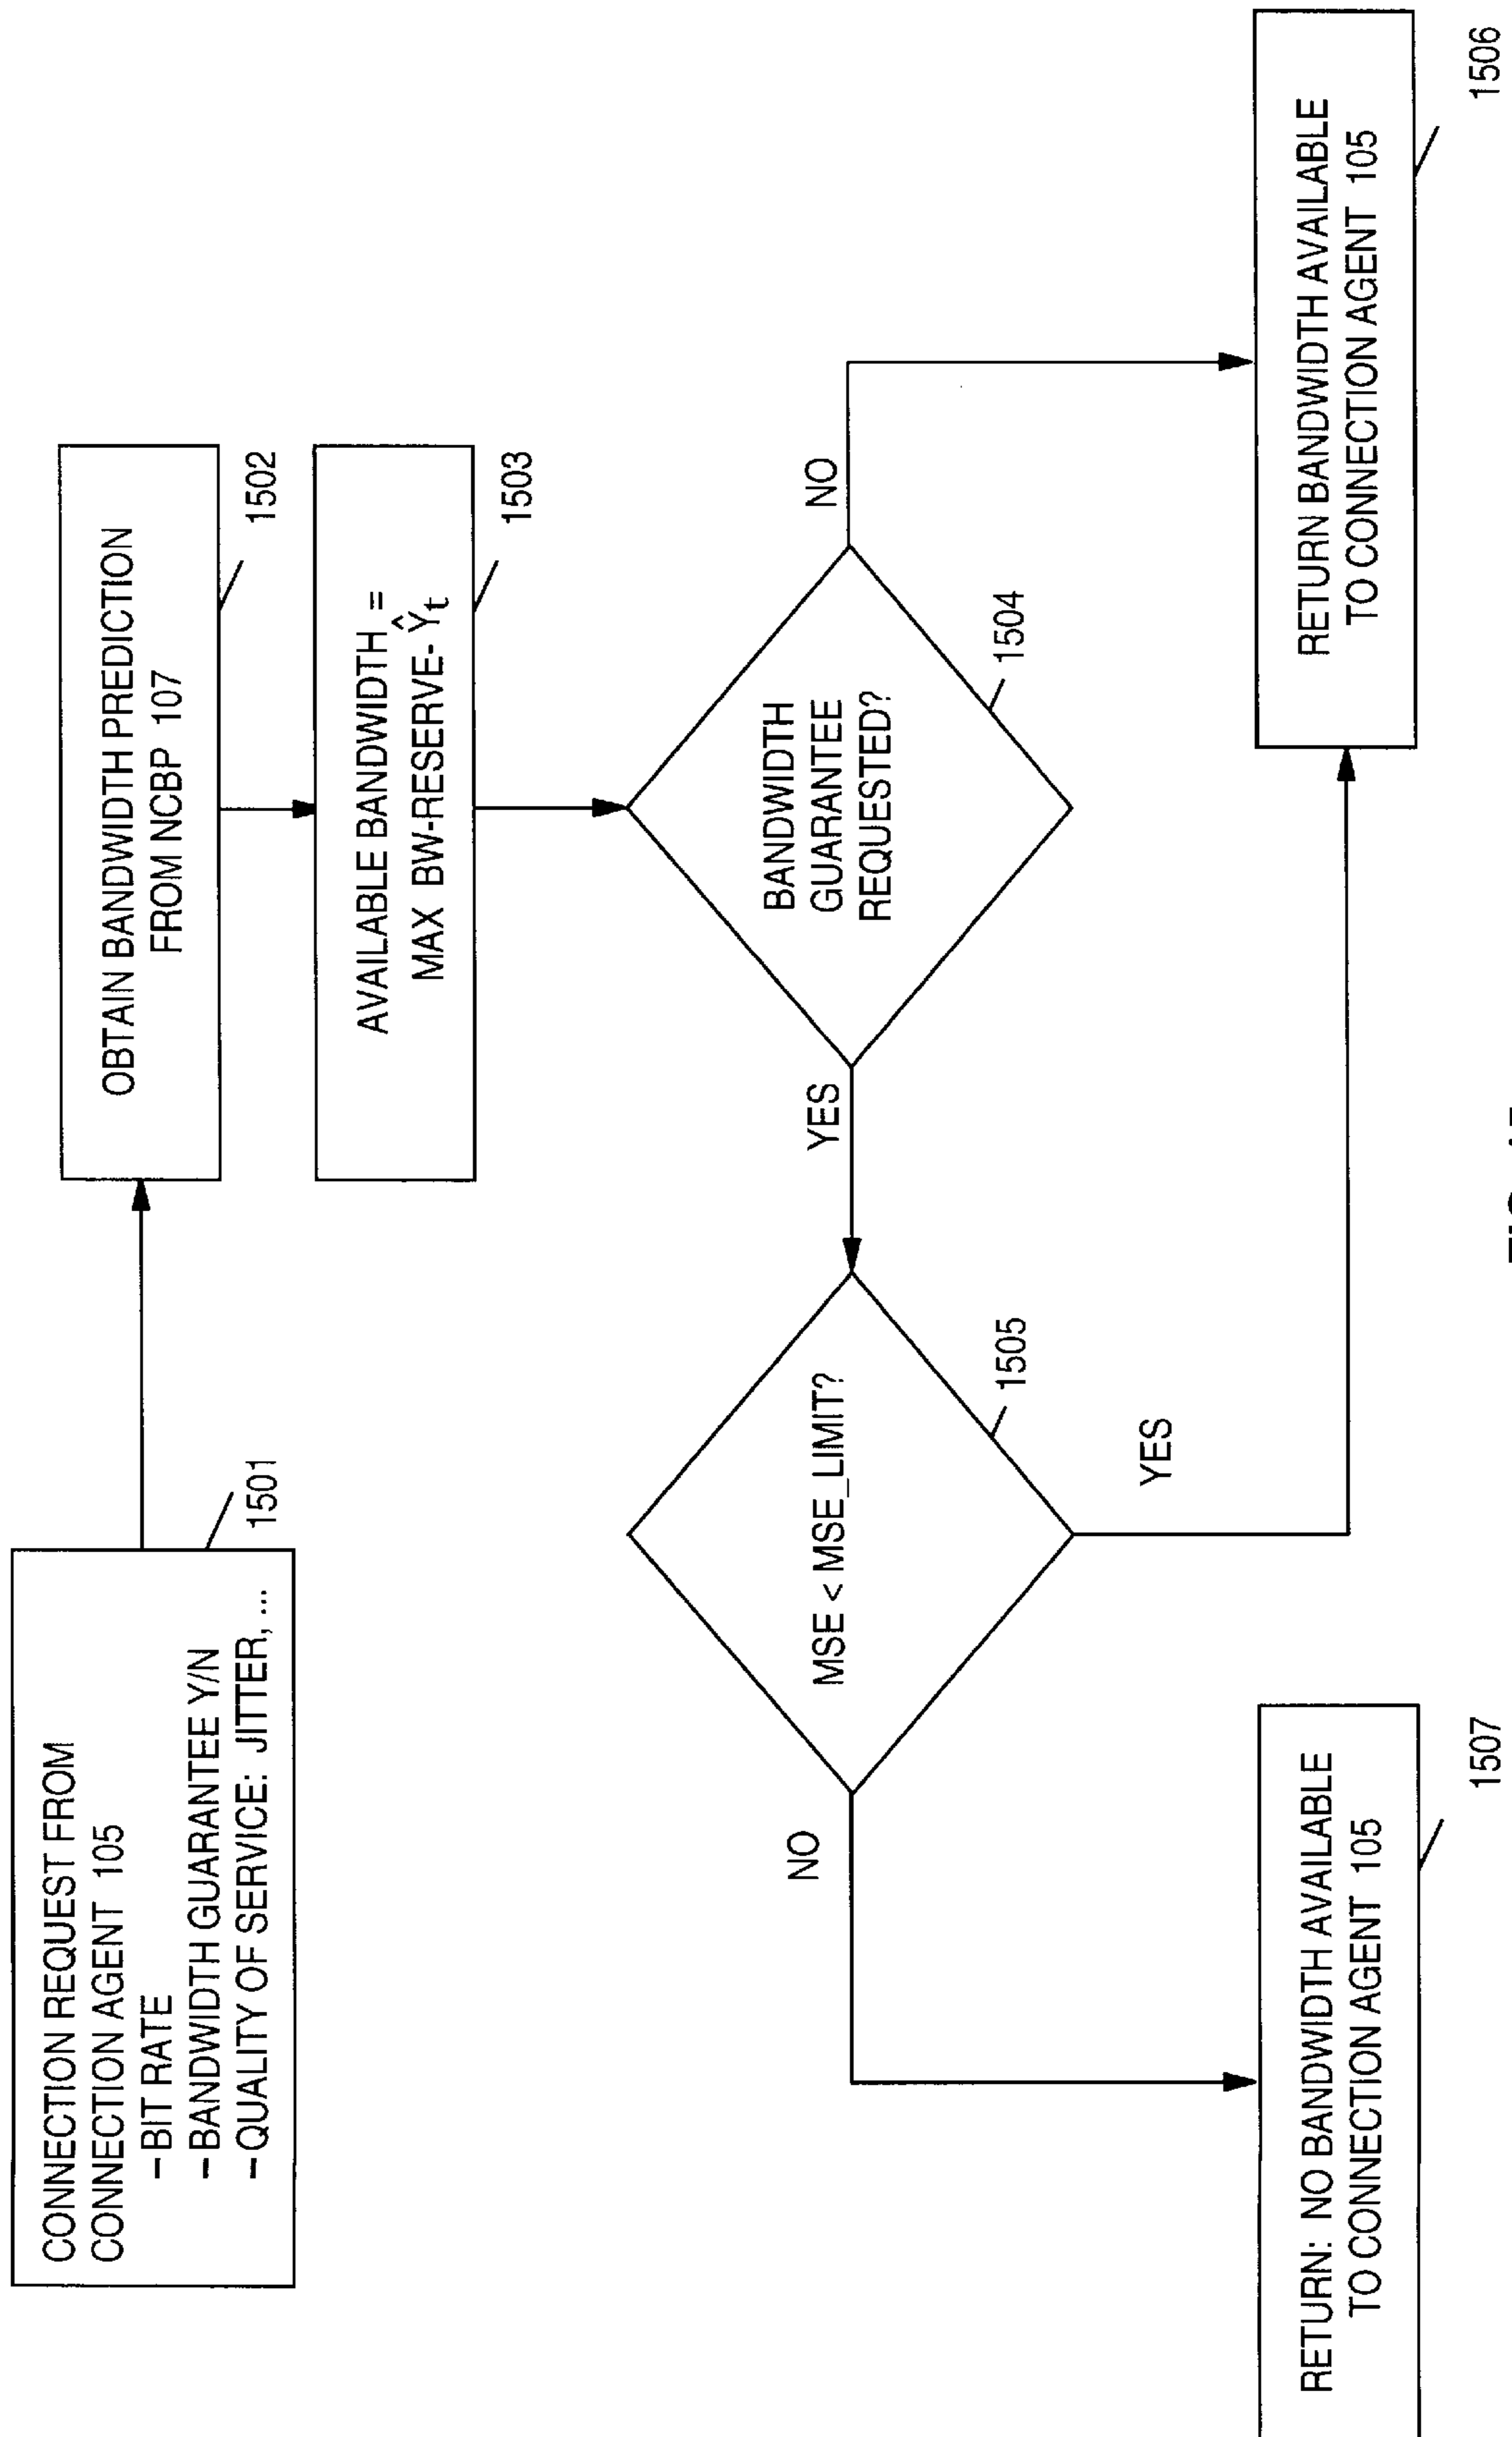 CONNECTION REQUEST FROM
CONNECTION AGENT 105
–BIT RATE
–BANDWIDTH GUARANTEE Y/N
–QUALITY OF SERVICE: JITTER, ...
1501
OBTAIN BANDWIDTH PREDICTION
FROM NCBP 107
1502
AVAILABLE BANDWIDTH =
MAX BW-RESERVE-Ŷt
1503
BANDWIDTH
GUARANTEE
REQUESTED?
1504
NO
YES
MSE < MSE_LIMIT?
1505
NO
YES
RETURN: NO BANDWIDTH AVAILABLE
TO CONNECTION AGENT 105
1507
RETURN BANDWIDTH AVAILABLE
TO CONNECTION AGENT 105
1506